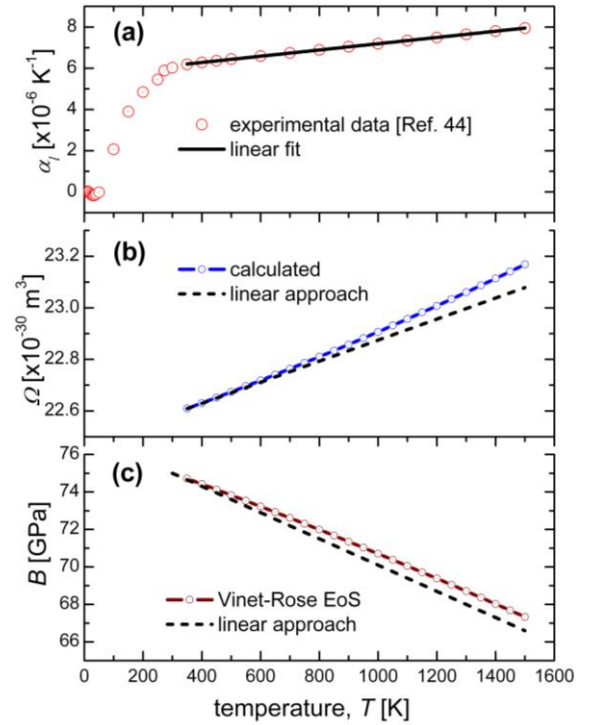 (a)
8
6
4
2
0
αₗ [x10⁻⁶ K⁻¹]
experimental data [Ref. 44]
linear fit
(b)
23.2
23.0
22.8
22.6
Ω [x10⁻³⁰ m³]
calculated
linear approach
(c)
76
74
72
70
68
66
B [GPa]
Vinet-Rose EoS
linear approach
0 200 400 600 800 1000 1200 1400 1600
temperature, T [K]